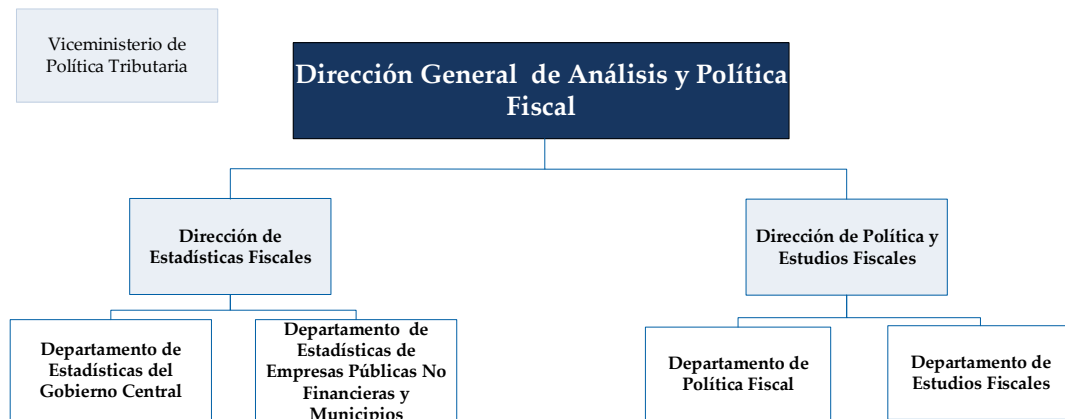 Viceministerio de
Política Tributaria
Dirección General de Análisis y Política
Fiscal
Dirección de
Estadísticas Fiscales
Dirección de Política y
Estudios Fiscales
Departamento de
Estadísticas del
Gobierno Central
Departamento de
Estadísticas de
Empresas Públicas No
Financieras y
Municipios
Departamento de
Política Fiscal
Departamento de
Estudios Fiscales